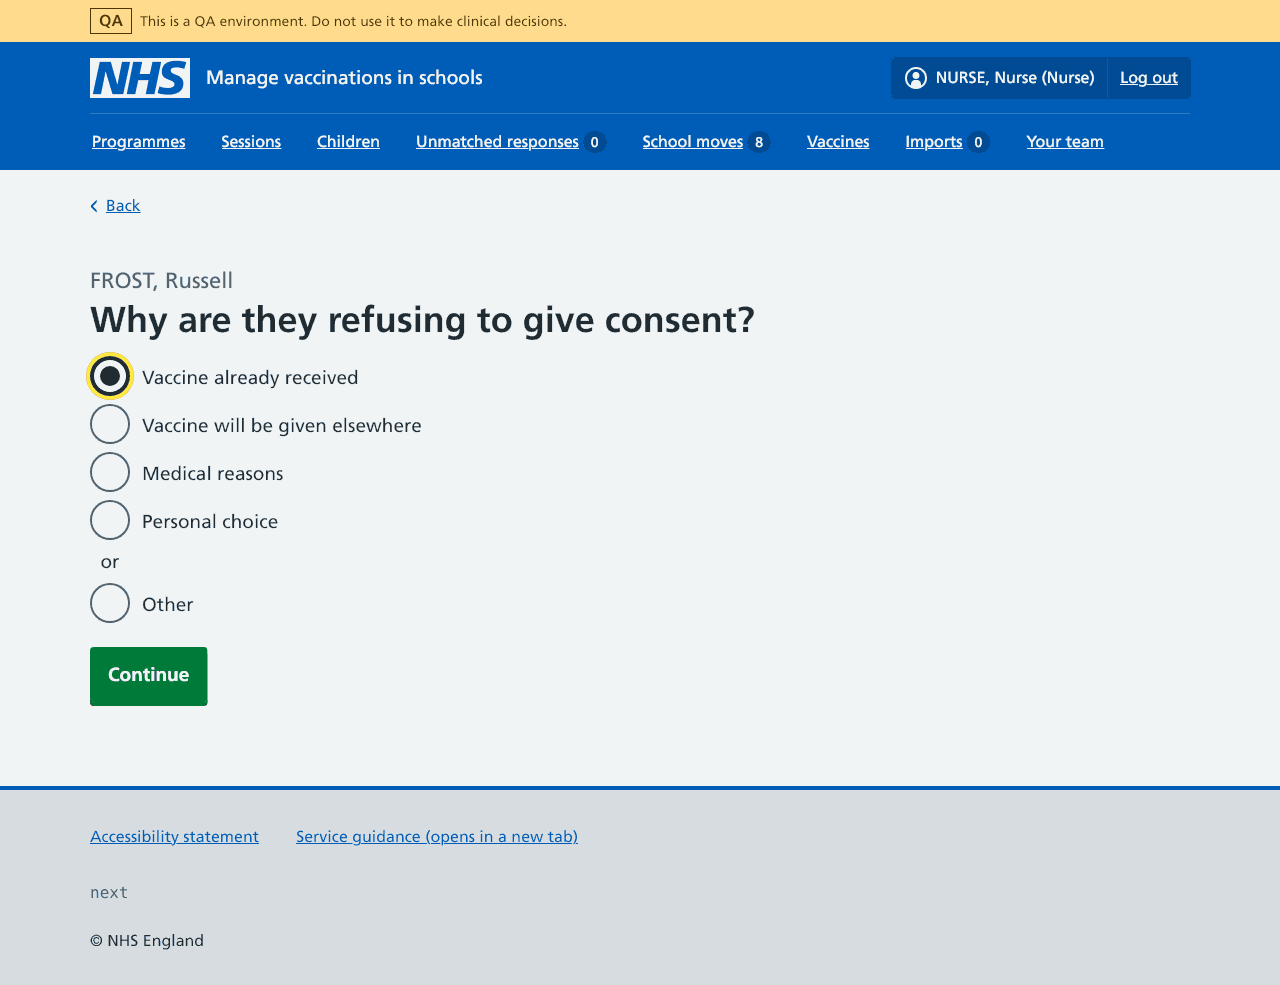 QA This is a QA environment. Do not use it to make clinical decisions.
NHS Manage vaccinations in schools NURSE, Nurse (Nurse) Log out
Programmes Sessions Children Unmatched responses 0 School moves 8 Vaccines Imports 0 Your team
Back
FROST, Russell
Why are they refusing to give consent?
Vaccine already received
Vaccine will be given elsewhere
Medical reasons
Personal choice
or
Other
Continue
Accessibility statement Service guidance (opens in a new tab)
next
© NHS England